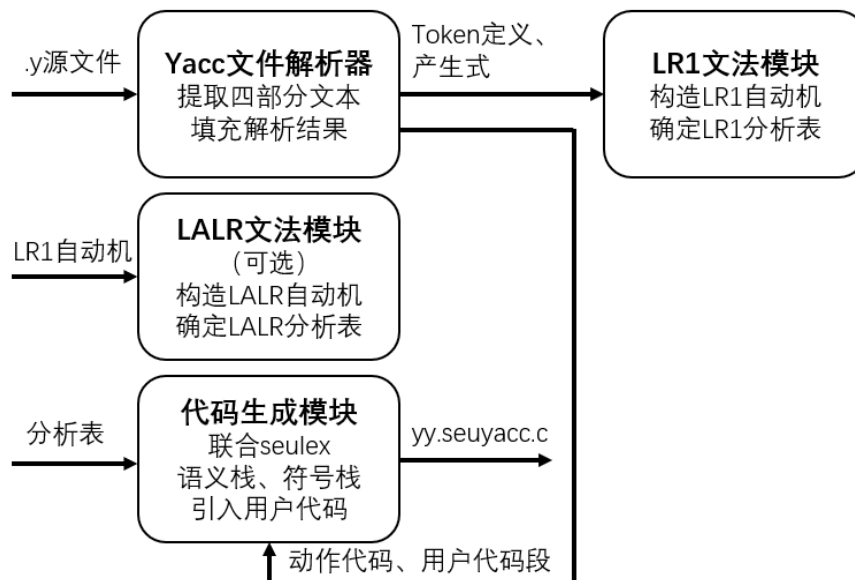 .y源文件
Yacc文件解析器
提取四部分文本
填充解析结果
Token定义、
产生式
LR1文法模块
构造LR1自动机
确定LR1分析表
LR1自动机
LALR文法模块
（可选）
构造LALR自动机
确定LALR分析表
分析表
代码生成模块
联合seulex
语义栈、符号栈
引入用户代码
yy.seuyacc.c
动作代码、用户代码段